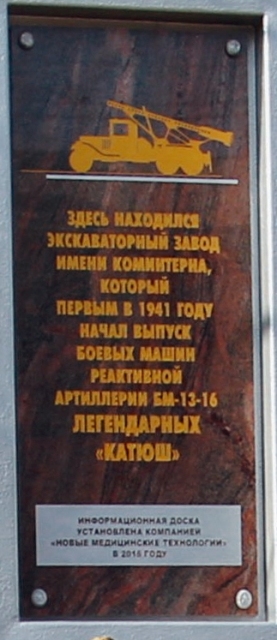 ЗДЕСЬ НАХОДИЛСЯ
ЭКСКАВАТОРНЫЙ ЗАВОД
ИМЕНИ КОМИНТЕРНА,
КОТОРЫЙ
ПЕРВЫМ В 1941 ГОДУ
НАЧАЛ ВЫПУСК
БОЕВЫХ МАШИН
РЕАКТИВНОЙ
АРТИЛЛЕРИИ БМ-13-16
ЛЕГЕНДАРНЫХ
«КАТЮШ»
ИНФОРМАЦИОННАЯ ДОСКА
УСТАНОВЛЕНА КОМПАНИЕЙ
«НОВЫЕ МЕДИЦИНСКИЕ ТЕХНОЛОГИИ»
В 2015 ГОДУ